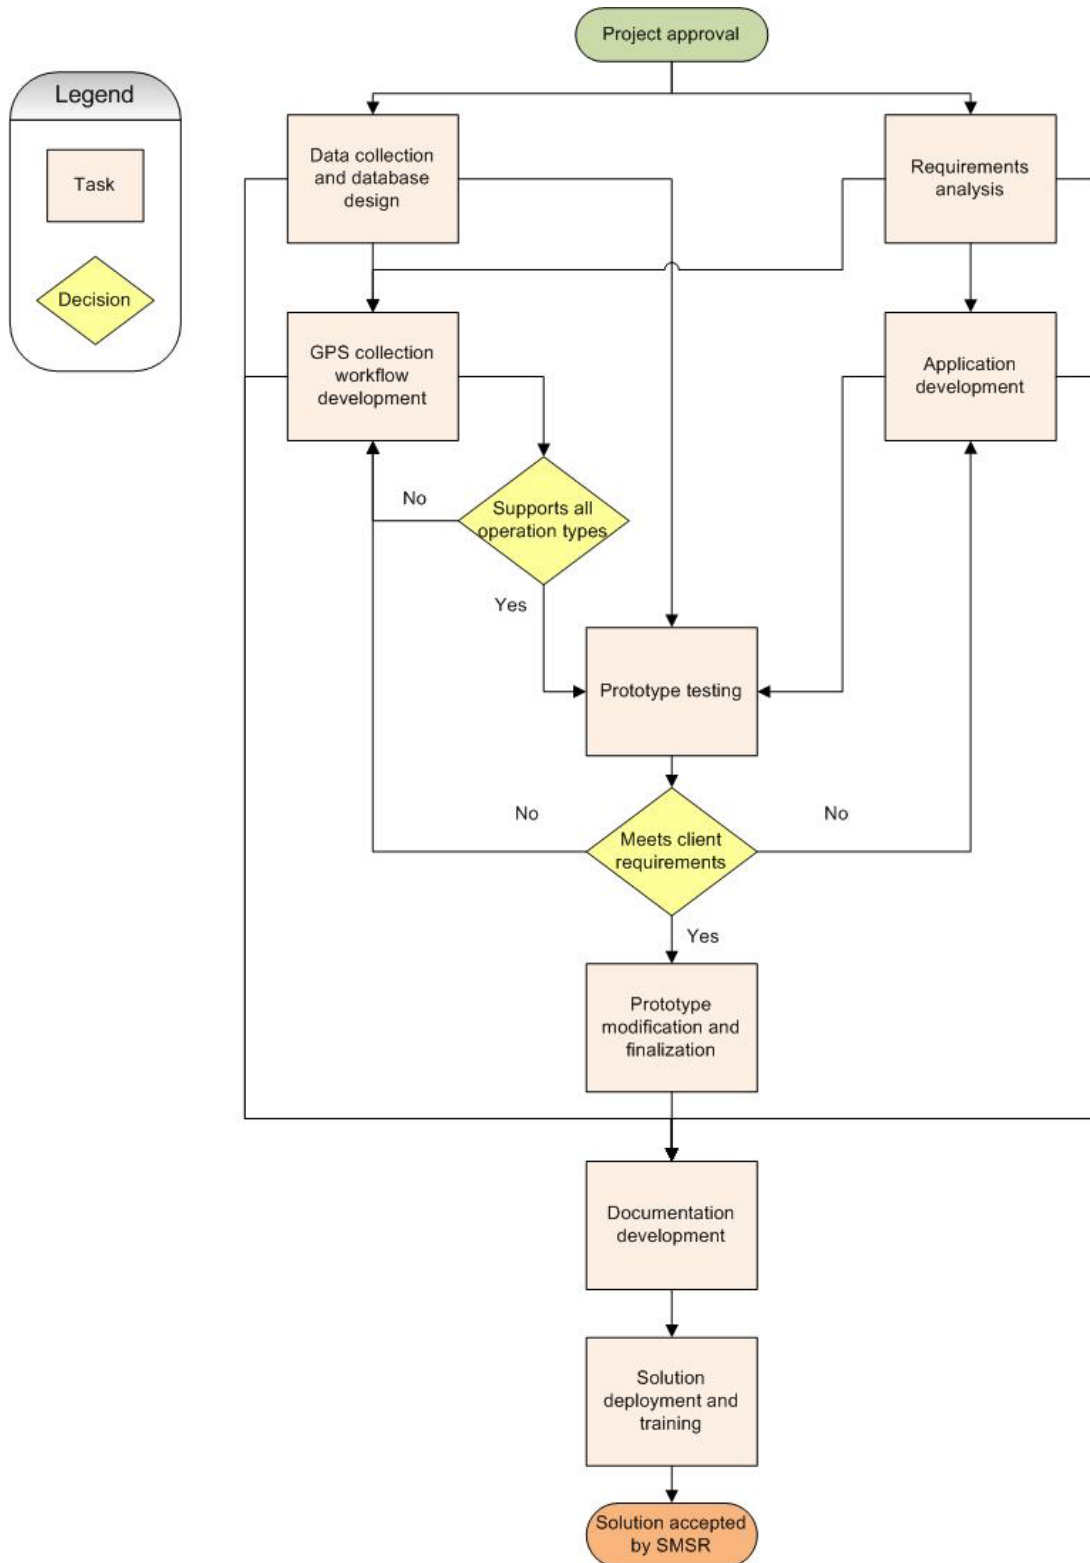 Project approval
Legend
Task
Decision
Data collection
and database
design
Requirements
analysis
GPS collection
workflow
development
Application
development
No
Supports all
operation types
Yes
Prototype testing
No
No
Meets client
requirements
Yes
Prototype
modification and
finalization
Documentation
development
Solution
deployment and
training
Solution accepted
by SMSR